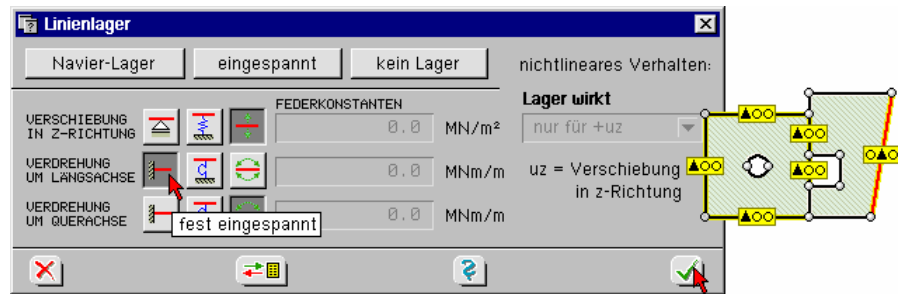 Linienlager
Navier-Lager eingespannt kein Lager nichtlineares Verhalten:
FEDERKONSTANTEN Lager wirkt
VERSCHIEBUNG
IN Z-RICHTUNG 0.0 MN/m² nur für +uz
VERDREHUNG
UM LÄNGSACHSE 0.0 MNm/m uz = Verschiebung
in z-Richtung
VERDREHUNG
UM QUERACHSE 0.0 MNm/m
fest eingespannt